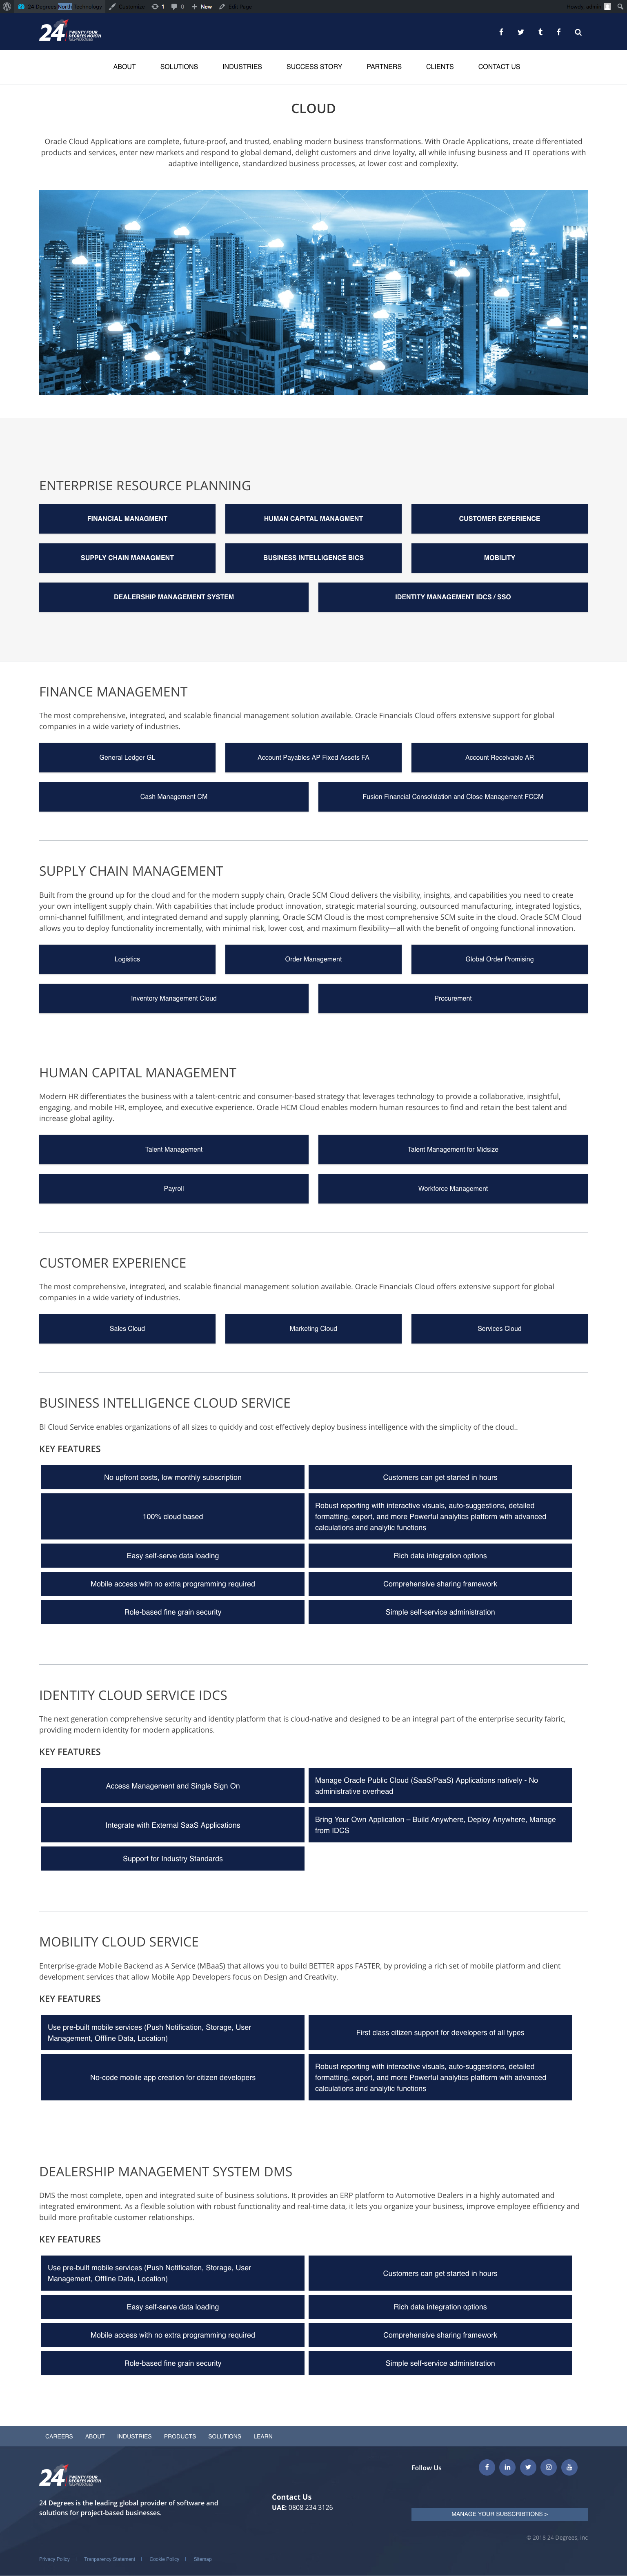 24 Degrees North Technology Customize 1 0 New Edit Page Howdy, admin
24 TWENTY FOUR
DEGREES NORTH
TECHNOLOGIES
ABOUT SOLUTIONS INDUSTRIES SUCCESS STORY PARTNERS CLIENTS CONTACT US
CLOUD
Oracle Cloud Applications are complete, future-proof, and trusted, enabling modern business transformations. With Oracle Applications, create differentiated
products and services, enter new markets and respond to global demand, delight customers and drive loyalty, all while infusing business and IT operations with
adaptive intelligence, standardized business processes, at lower cost and complexity.
ENTERPRISE RESOURCE PLANNING
FINANCIAL MANAGMENT HUMAN CAPITAL MANAGMENT CUSTOMER EXPERIENCE
SUPPLY CHAIN MANAGMENT BUSINESS INTELLIGENCE BICS MOBILITY
DEALERSHIP MANAGEMENT SYSTEM IDENTITY MANAGEMENT IDCS / SSO
FINANCE MANAGEMENT
The most comprehensive, integrated, and scalable financial management solution available. Oracle Financials Cloud offers extensive support for global
companies in a wide variety of industries.
General Ledger GL Account Payables AP Fixed Assets FA Account Receivable AR
Cash Management CM Fusion Financial Consolidation and Close Management FCCM
SUPPLY CHAIN MANAGEMENT
Built from the ground up for the cloud and for the modern supply chain, Oracle SCM Cloud delivers the visibility, insights, and capabilities you need to create
your own intelligent supply chain. With capabilities that include product innovation, strategic material sourcing, outsourced manufacturing, integrated logistics,
omni-channel fulfillment, and integrated demand and supply planning, Oracle SCM Cloud is the most comprehensive SCM suite in the cloud. Oracle SCM Cloud
allows you to deploy functionality incrementally, with minimal risk, lower cost, and maximum flexibility—all with the benefit of ongoing functional innovation.
Logistics Order Management Global Order Promising
Inventory Management Cloud Procurement
HUMAN CAPITAL MANAGEMENT
Modern HR differentiates the business with a talent-centric and consumer-based strategy that leverages technology to provide a collaborative, insightful,
engaging, and mobile HR, employee, and executive experience. Oracle HCM Cloud enables modern human resources to find and retain the best talent and
increase global agility.
Talent Management Talent Management for Midsize
Payroll Workforce Management
CUSTOMER EXPERIENCE
The most comprehensive, integrated, and scalable financial management solution available. Oracle Financials Cloud offers extensive support for global
companies in a wide variety of industries.
Sales Cloud Marketing Cloud Services Cloud
BUSINESS INTELLIGENCE CLOUD SERVICE
BI Cloud Service enables organizations of all sizes to quickly and cost effectively deploy business intelligence with the simplicity of the cloud..
KEY FEATURES
No upfront costs, low monthly subscription Customers can get started in hours
100% cloud based
Robust reporting with interactive visuals, auto-suggestions, detailed
formatting, export, and more Powerful analytics platform with advanced
calculations and analytic functions
Easy self-serve data loading Rich data integration options
Mobile access with no extra programming required Comprehensive sharing framework
Role-based fine grain security Simple self-service administration
IDENTITY CLOUD SERVICE IDCS
The next generation comprehensive security and identity platform that is cloud-native and designed to be an integral part of the enterprise security fabric,
providing modern identity for modern applications.
KEY FEATURES
Access Management and Single Sign On
Manage Oracle Public Cloud (SaaS/PaaS) Applications natively - No
administrative overhead
Integrate with External SaaS Applications
Bring Your Own Application – Build Anywhere, Deploy Anywhere, Manage
from IDCS
Support for Industry Standards
MOBILITY CLOUD SERVICE
Enterprise-grade Mobile Backend as A Service (MBaaS) that allows you to build BETTER apps FASTER, by providing a rich set of mobile platform and client
development services that allow Mobile App Developers focus on Design and Creativity.
KEY FEATURES
Use pre-built mobile services (Push Notification, Storage, User
Management, Offline Data, Location)
First class citizen support for developers of all types
No-code mobile app creation for citizen developers
Robust reporting with interactive visuals, auto-suggestions, detailed
formatting, export, and more Powerful analytics platform with advanced
calculations and analytic functions
DEALERSHIP MANAGEMENT SYSTEM DMS
DMS the most complete, open and integrated suite of business solutions. It provides an ERP platform to Automotive Dealers in a highly automated and
integrated environment. As a flexible solution with robust functionality and real-time data, it lets you organize your business, improve employee efficiency and
build more profitable customer relationships.
KEY FEATURES
Use pre-built mobile services (Push Notification, Storage, User
Management, Offline Data, Location)
Customers can get started in hours
Easy self-serve data loading Rich data integration options
Mobile access with no extra programming required Comprehensive sharing framework
Role-based fine grain security Simple self-service administration
CAREERS ABOUT INDUSTRIES PRODUCTS SOLUTIONS LEARN
24 TWENTY FOUR
DEGREES NORTH
TECHNOLOGIES
24 Degrees is the leading global provider of software and
solutions for project-based businesses.
Contact Us
UAE: 0808 234 3126
Follow Us
MANAGE YOUR SUBSCRIBTIONS >
© 2018 24 Degrees, inc
Privacy Policy | Tranparency Statement | Cookie Policy | Sitemap